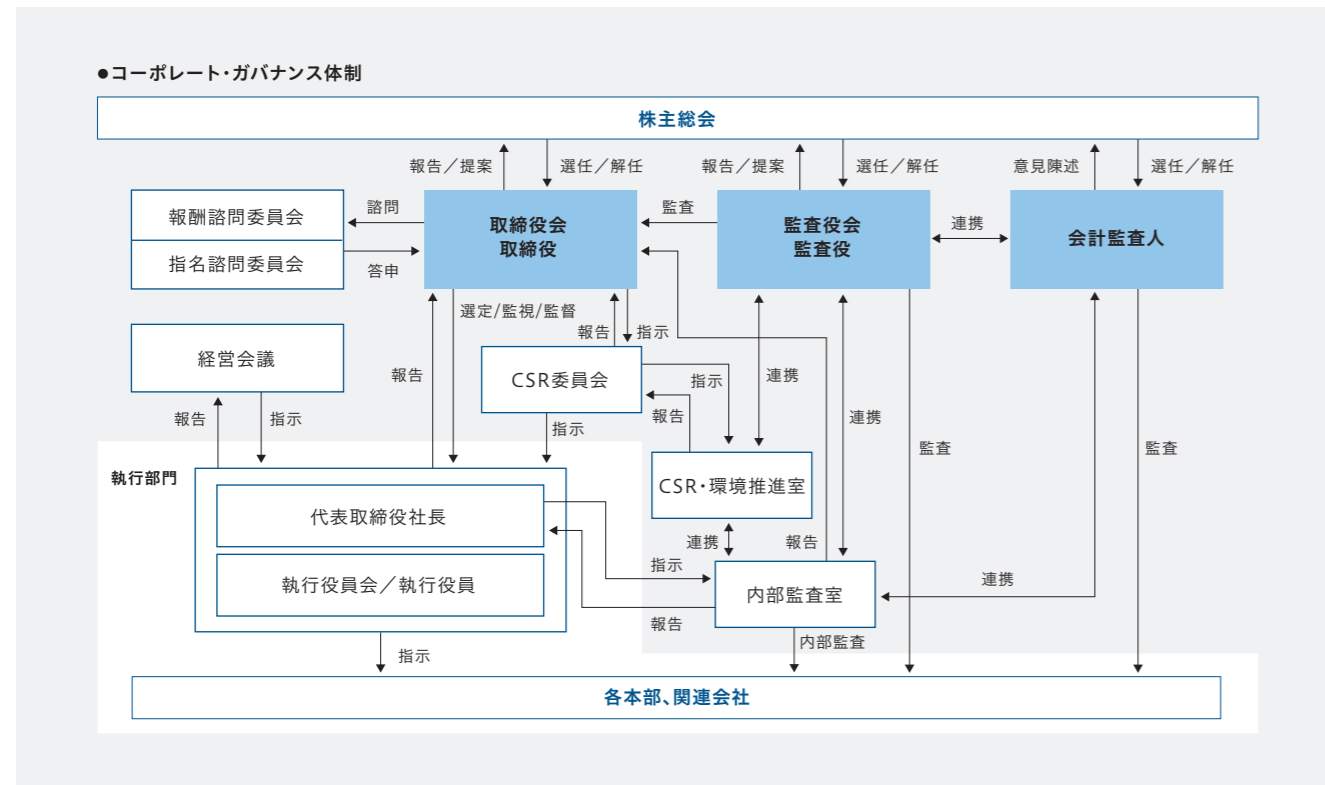 ●コーポレート・ガバナンス体制
株主総会
報告／提案
選任／解任
報告／提案
選任／解任
意見陳述
選任／解任
報酬諮問委員会
指名諮問委員会
諮問
答申
取締役会
取締役
監査
監査役会
監査役
連携
会計監査人
選定/監視/監督
報告
指示
経営会議
報告
CSR委員会
指示
連携
報告
指示
報告
連携
指示
監査
監査
執行部門
代表取締役社長
執行役員会／執行役員
CSR・環境推進室
連携
報告
指示
内部監査室
連携
報告
内部監査
指示
各本部、関連会社